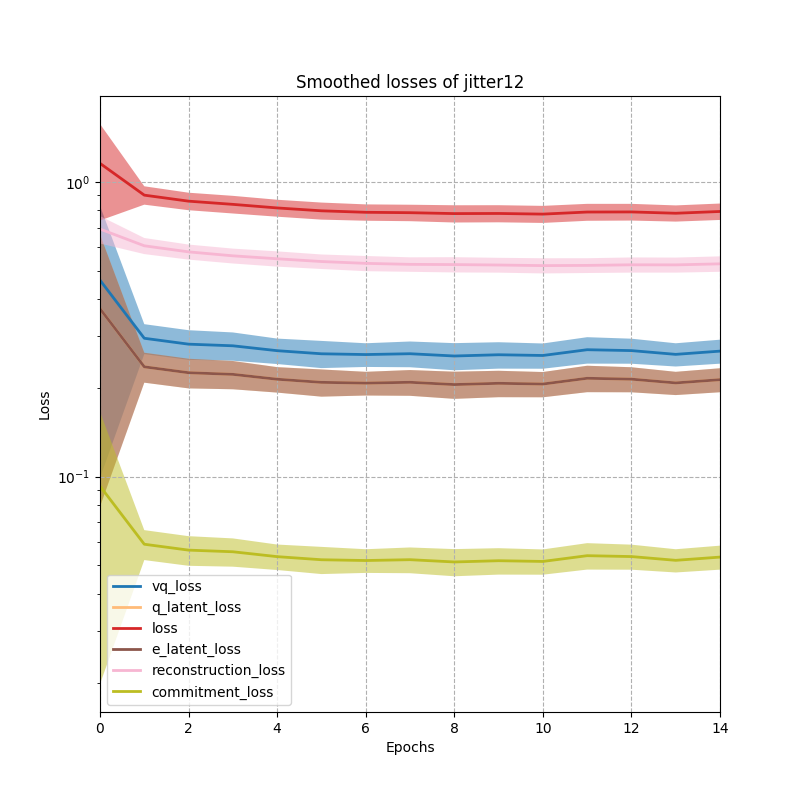 Smoothed losses of jitter12
Loss
10⁰
10⁻¹
vq_loss
q_latent_loss
loss
e_latent_loss
reconstruction_loss
commitment_loss
0 2 4 6 8 10 12 14
Epochs